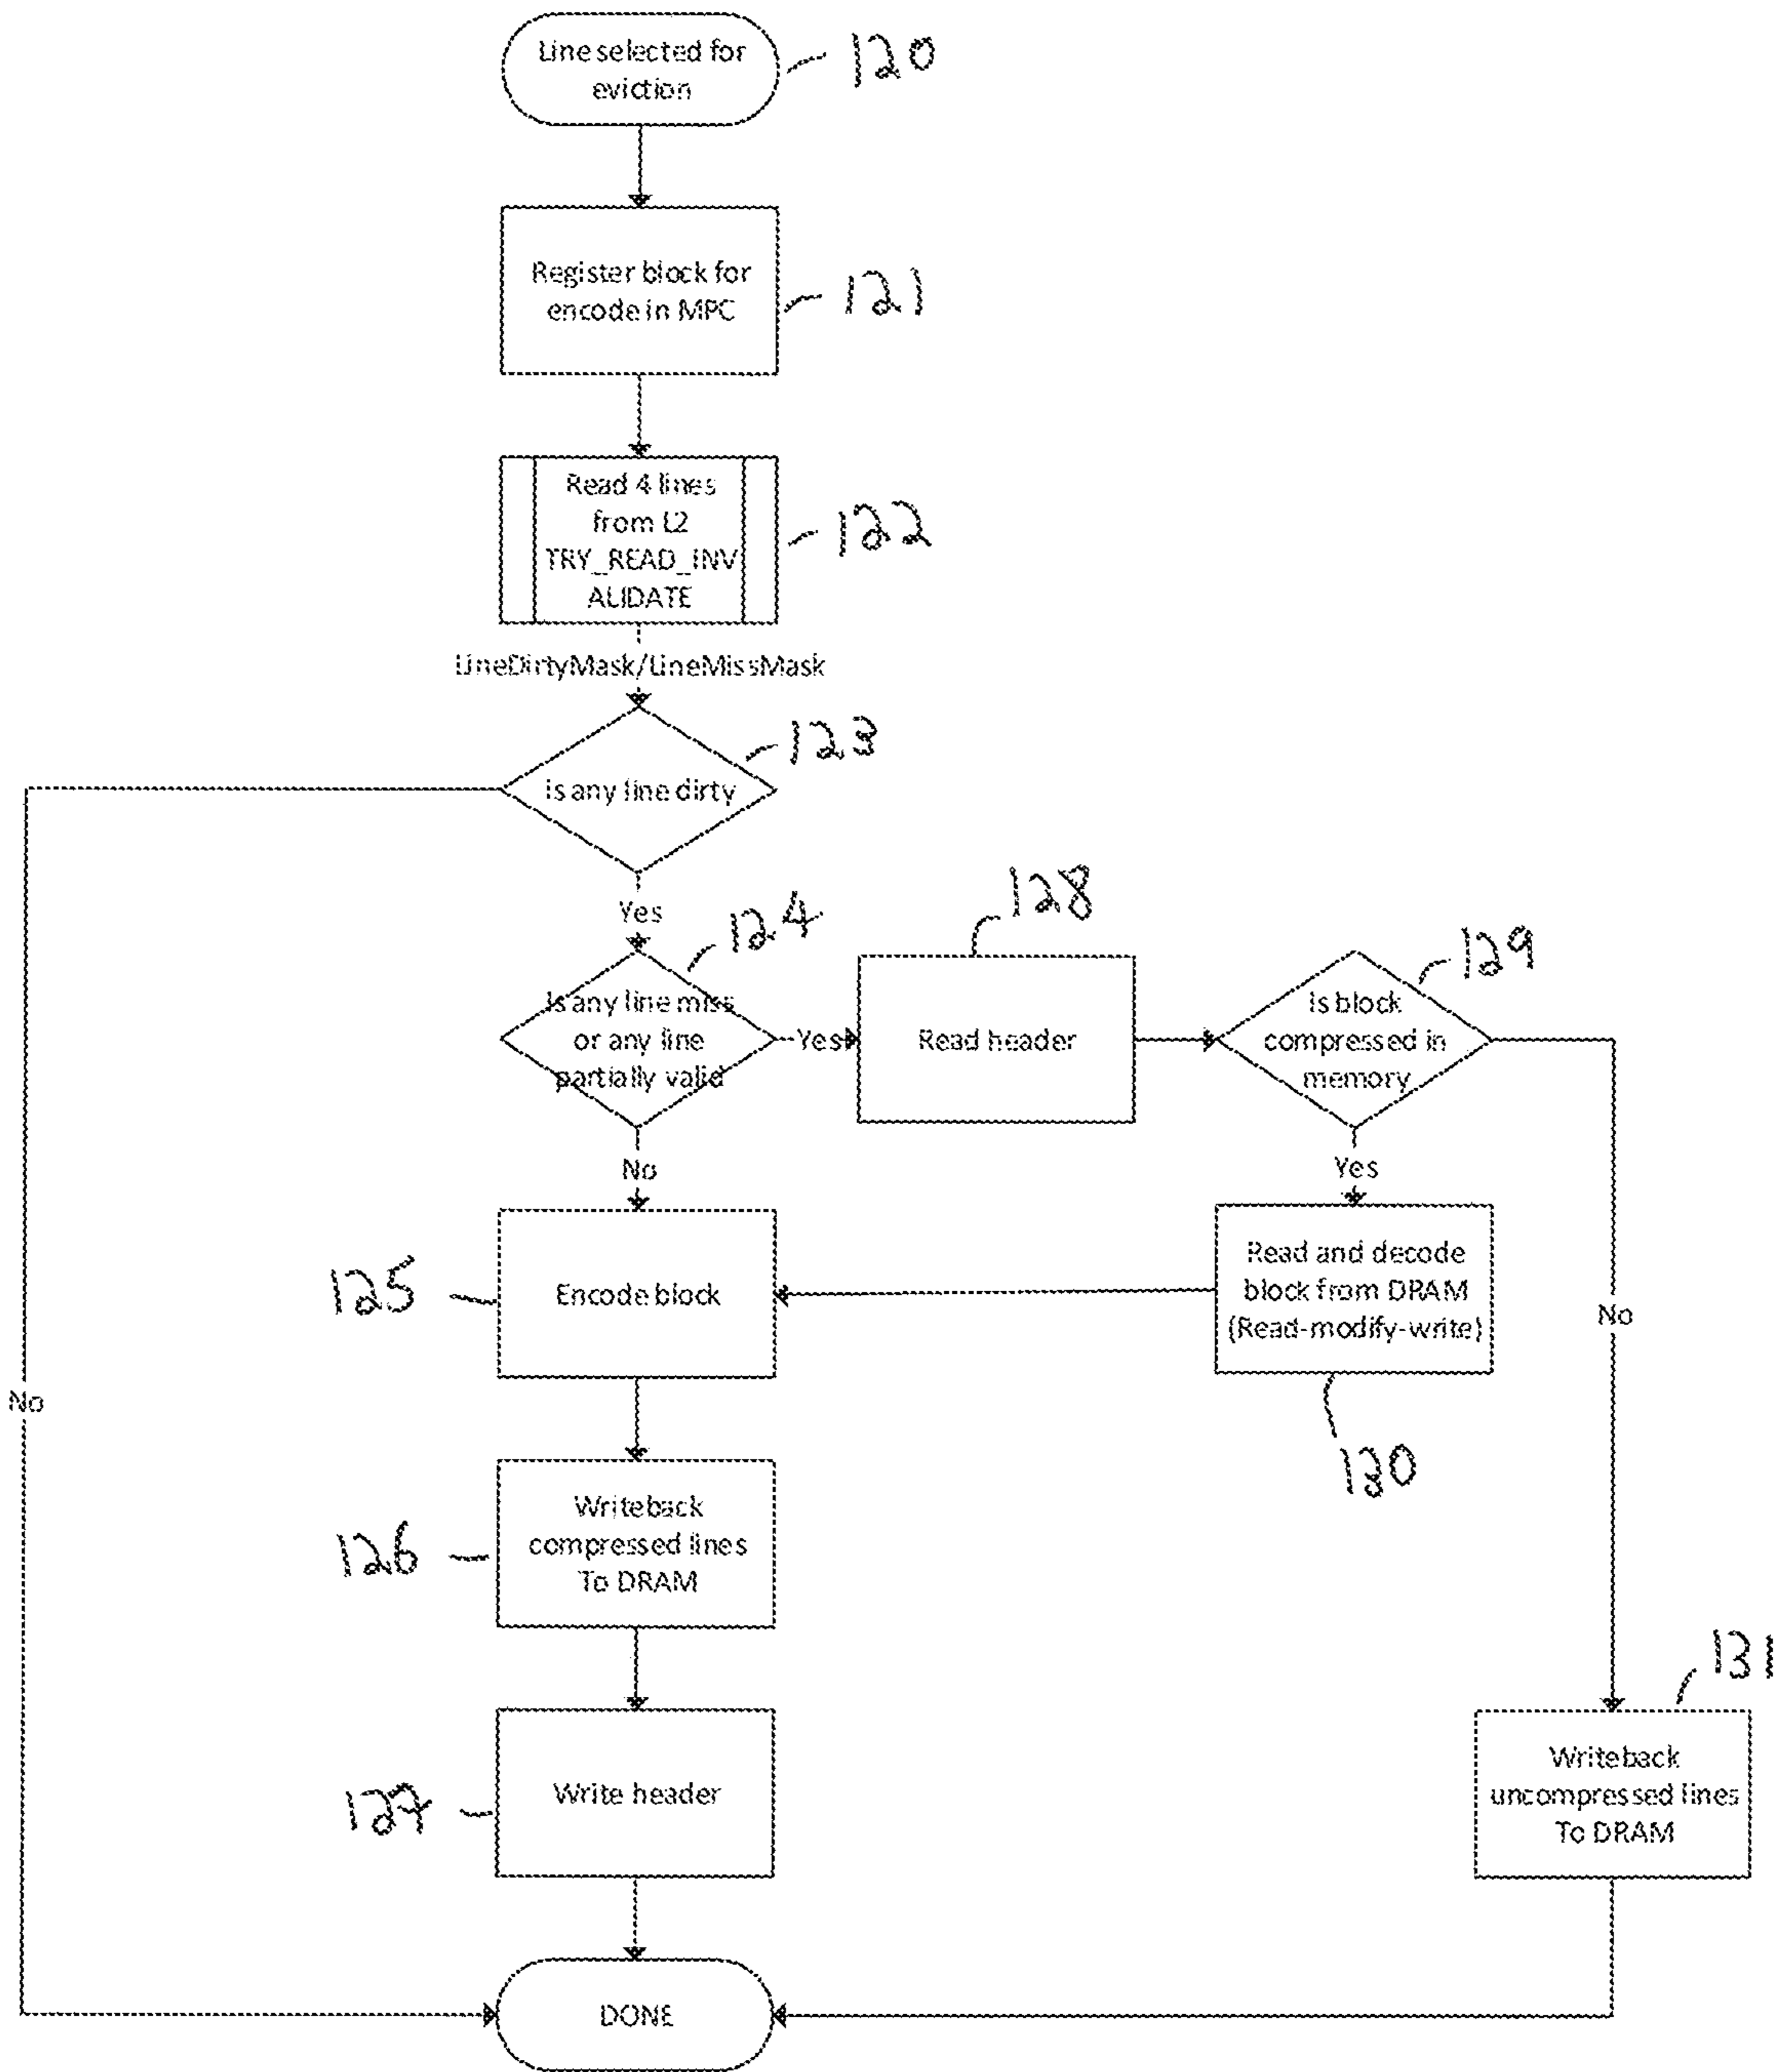 Line selected for
eviction
120
Register block for
encode in MPC
121
Read 4 lines
from L2
TRY_READ_INV
ALIDATE
122
LineDirtyMask/LineMissMask
123
is any line dirty
Yes
124
128
129
is any line miss
or any line
partially valid
Yes
Read header
Is block
compressed in
memory
No
Yes
125
Encode block
Read and decode
block from DRAM
(Read-modify-write)
No
No
130
126
Writeback
compressed lines
To DRAM
131
127
Write header
Writeback
uncompressed lines
To DRAM
DONE